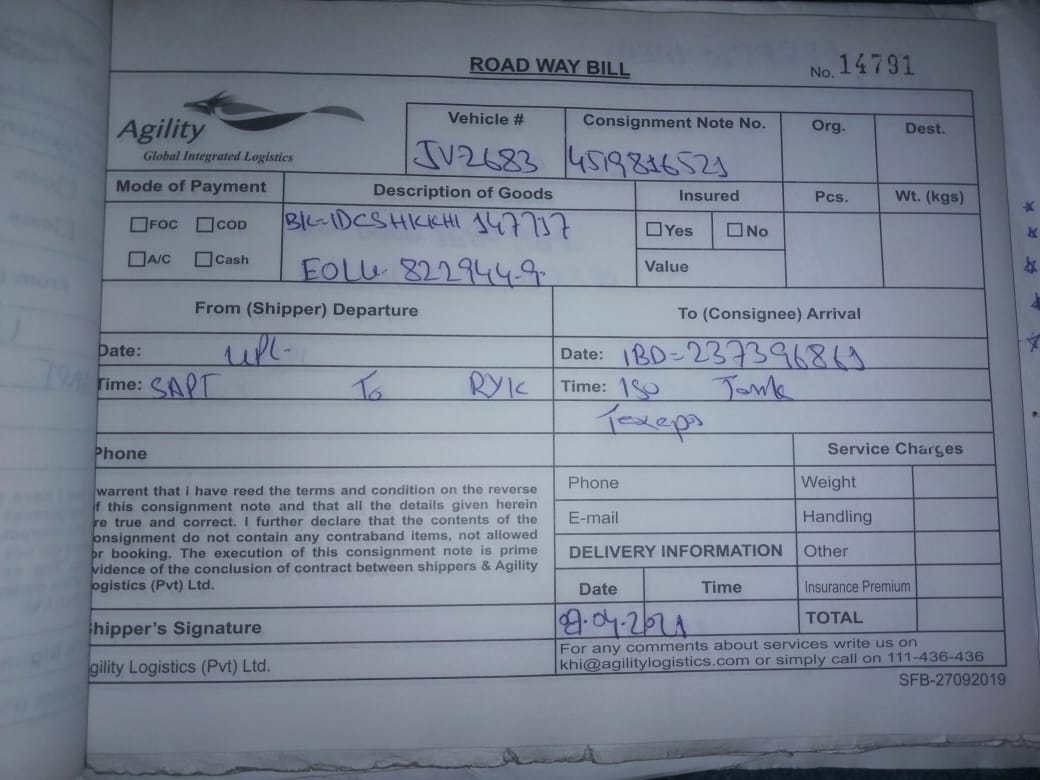 ROAD WAY BILL
No. 14791
Agility
Global Integrated Logistics
Vehicle #
JV-2683
Consignment Note No.
4519816521
Org.
Dest.
Mode of Payment
FOC COD
A/C Cash
Description of Goods
147717
822944-9
Insured
Yes No
Value
Pcs.
Wt. (kgs)
From (Shipper) Departure
To (Consignee) Arrival
Date: UPL-
Date: IBD=237396861
Time: SAPT To RYK
Time: ISO Tank
Phone
Service Charges
warrent that i have reed the terms and condition on the reverse
f this consignment note and that all the details given herein
re true and correct. I further declare that the contents of the
onsignment do not contain any contraband items, not allowed
or booking. The execution of this consignment note is prime
vidence of the conclusion of contract between shippers & Agility
ogistics (Pvt) Ltd.
Phone
E-mail
DELIVERY INFORMATION
Date Time
Weight
Handling
Other
Insurance Premium
TOTAL
hipper's Signature
.04.2021
gility Logistics (Pvt) Ltd.
For any comments about services write us on
khi@agilitylogistics.com or simply call on 111-436-436
SFB-27092019